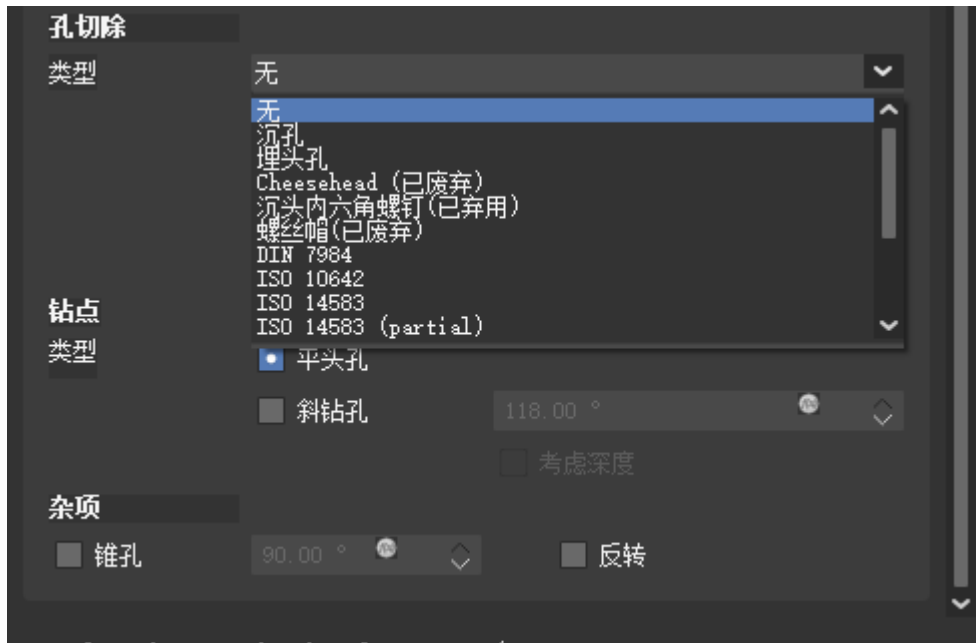 孔切除
类型
无
无
沉孔
埋头孔
Cheesehead (已废弃)
沉头内六角螺钉(已弃用)
螺丝帽(已废弃)
DIN 7984
ISO 10642
ISO 14583
ISO 14583 (partial)
钻点
类型
平头孔
斜钻孔
118.00 °
考虑深度
杂项
锥孔
90.00 °
反转